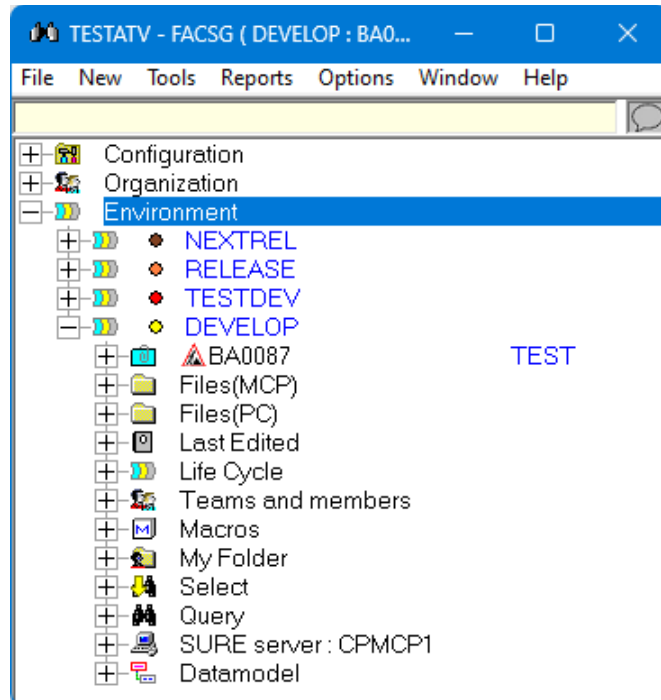 TESTATV - FACSG ( DEVELOP : BA0...
File New Tools Reports Options Window Help
Configuration
Organization
Environment
NEXTREL
RELEASE
TESTDEV
DEVELOP
BA0087 TEST
Files(MCP)
Files(PC)
Last Edited
Life Cycle
Teams and members
Macros
My Folder
Select
Query
SURE server : CPMCP1
Datamodel